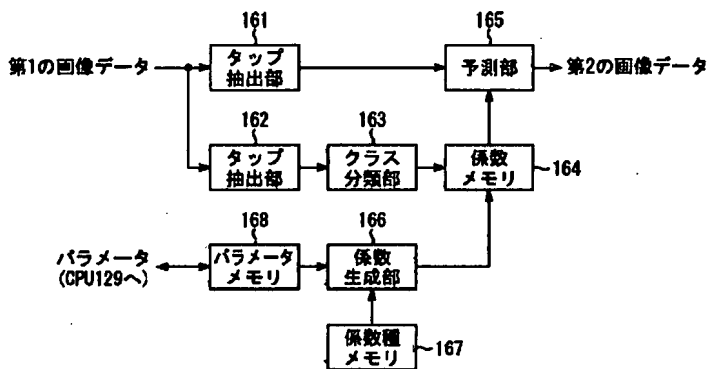 161
165
第1の画像データ
タップ
抽出部
予測部
第2の画像データ
162
163
タップ
抽出部
クラス
分類部
係数
メモリ
164
168
166
パラメータ
(CPU129へ)
パラメータ
メモリ
係数
生成部
係数種
メモリ
167